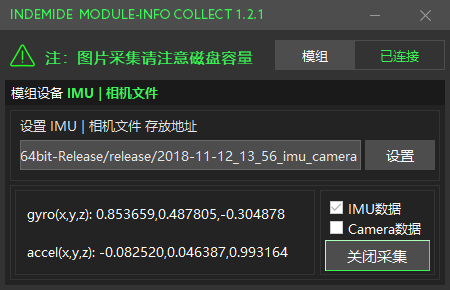 INDEMIDE MODULE-INFO COLLECT 1.2.1
注：图片采集请注意磁盘容量
模组
已连接
模组设备 IMU | 相机文件
设置 IMU | 相机文件 存放地址
64bit-Release/release/2018-11-12_13_56_imu_camera
设置
gyro(x,y,z): 0.853659,0.487805,-0.304878
accel(x,y,z): -0.082520,0.046387,0.993164
IMU数据
Camera数据
关闭采集